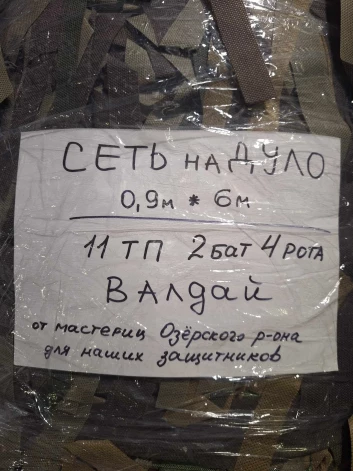 СЕТЬ НА ДУЛО
0,9м * 6м
11 ТП 2 БАТ 4 РОТА
ВАЛДАЙ
от мастериц Озёрского р-она
для наших защитников